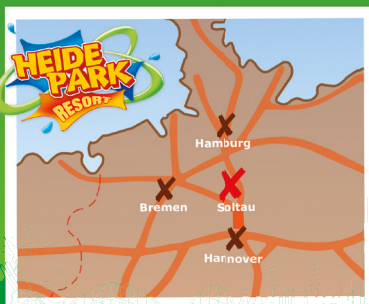 HEIDE
PARK
RESORT
Hamburg
Bremen
Soltau
Hannover